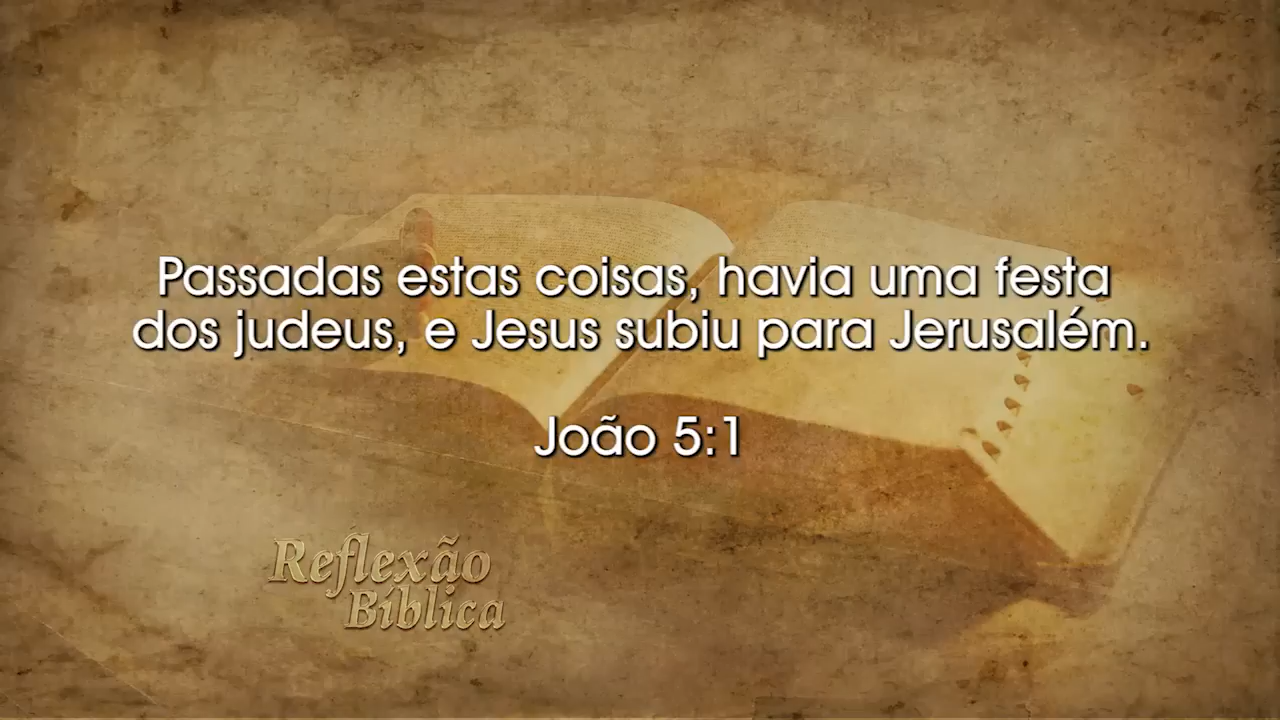 Passadas estas coisas, havia uma festa
dos judeus, e Jesus subiu para Jerusalém.
João 5:1
Reflexão
Bíblica